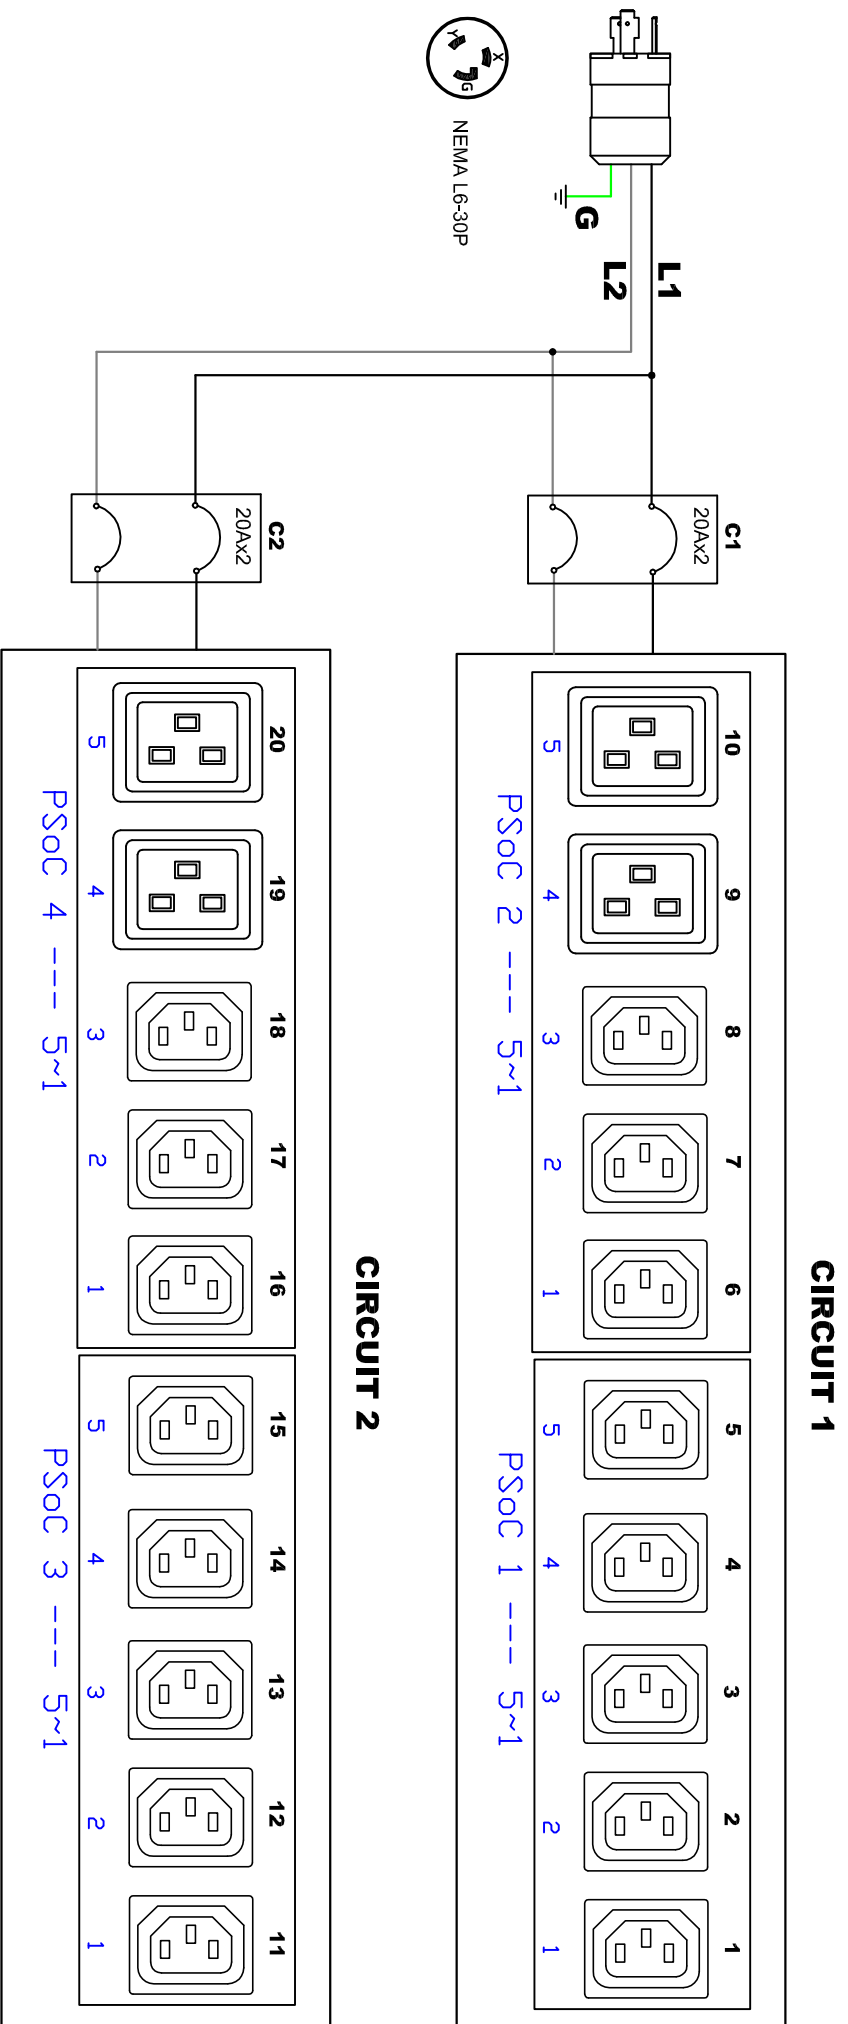 CIRCUIT 1
NEMA L6-30P
X
Y
G
G
L1
L2
C1
20Ax2
10
9
8
7
6
5
4
3
2
1
5
4
3
2
1
5
4
3
2
1
PSoC 2 --- 5~1
PSoC 1 --- 5~1
CIRCUIT 2
C2
20Ax2
20
19
18
17
16
15
14
13
12
11
5
4
3
2
1
5
4
3
2
1
PSoC 4 --- 5~1
PSoC 3 --- 5~1